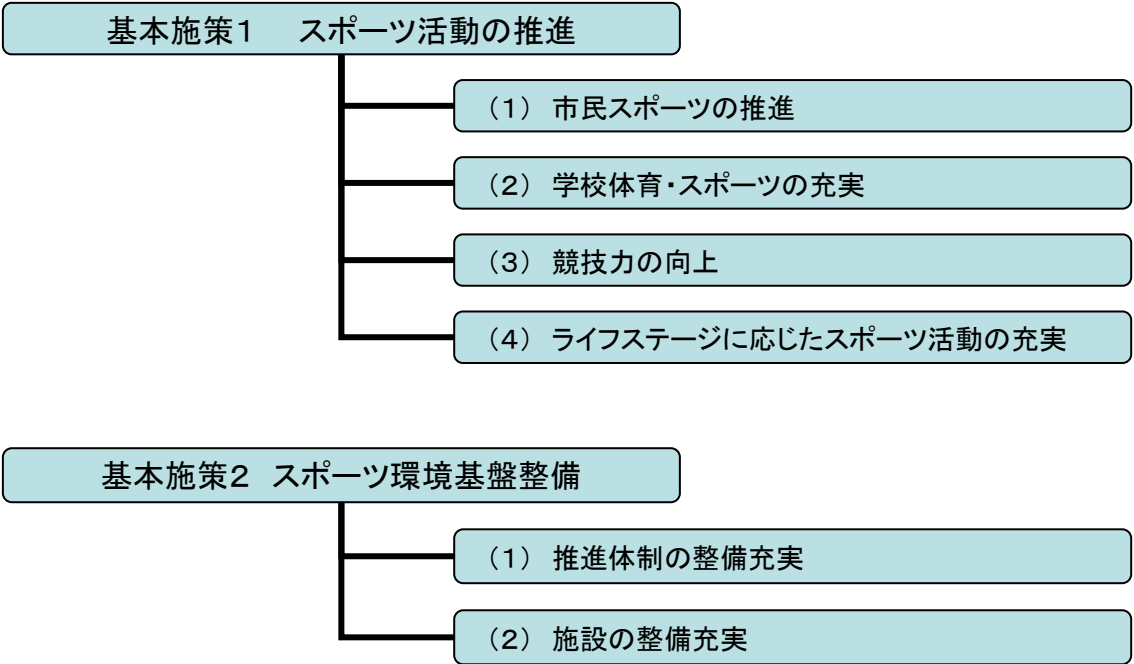 基本施策１　スポーツ活動の推進
（１） 市民スポーツの推進
（２） 学校体育・スポーツの充実
（３） 競技力の向上
（４） ライフステージに応じたスポーツ活動の充実
基本施策２ スポーツ環境基盤整備
（１） 推進体制の整備充実
（２） 施設の整備充実